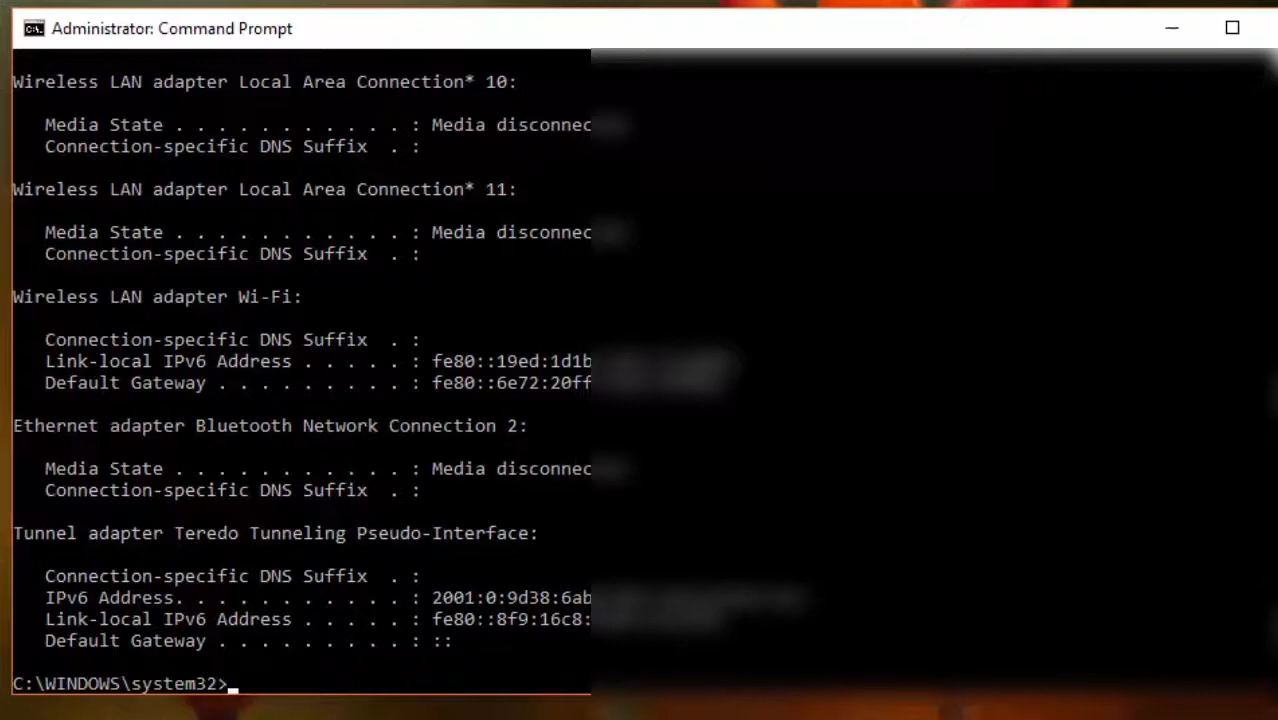 Administrator: Command Prompt
Wireless LAN adapter Local Area Connection* 10:
Media State . . . . . . . . . . . : Media
Connection-specific DNS Suffix . :
Wireless LAN adapter Local Area Connection* 11:
Media State . . . . . . . . . . . : Media
Connection-specific DNS Suffix . :
Wireless LAN adapter Wi-Fi:
Connection-specific DNS Suffix . :
Link-local IPv6 Address . . . . . : fe80::19ed:1d1b
Default Gateway . . . . . . . . . : fe80::6e72:20ff
Ethernet adapter Bluetooth Network Connection 2:
Media State . . . . . . . . . . . : Media
Connection-specific DNS Suffix . :
Tunnel adapter Teredo Tunneling Pseudo-Interface:
Connection-specific DNS Suffix . :
IPv6 Address. . . . . . . . . . . : 2001:0:9d38:6ab
Link-local IPv6 Address . . . . . : fe80::8f9:16c8:
Default Gateway . . . . . . . . . : ::
C:\WINDOWS\system32>